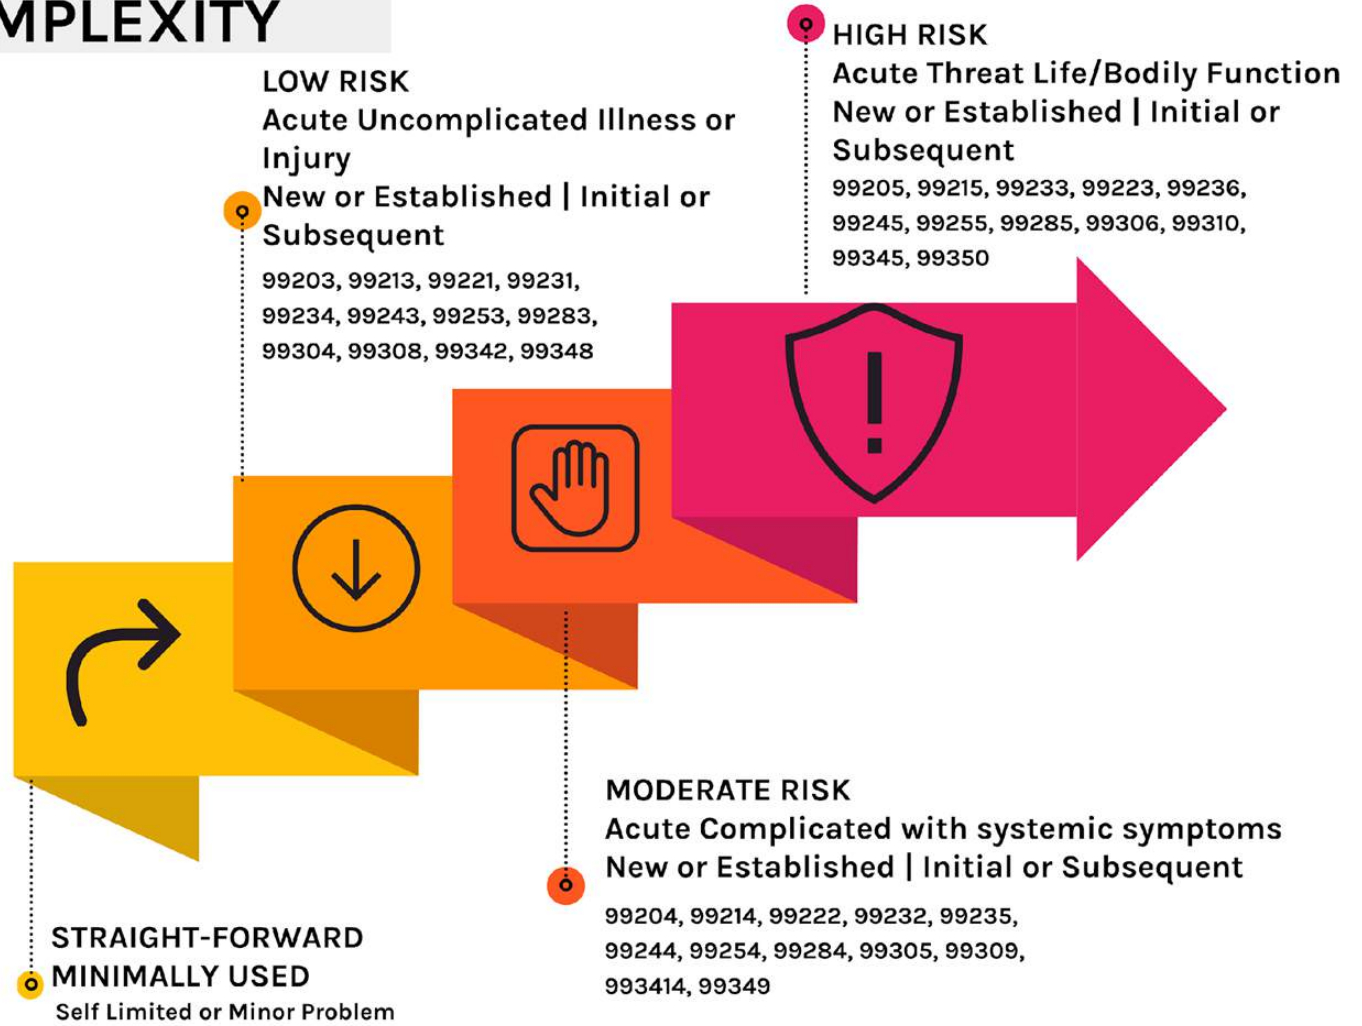 MPLEXITY
LOW RISK
Acute Uncomplicated Illness or
Injury
New or Established | Initial or
Subsequent
99203, 99213, 99221, 99231,
99234, 99243, 99253, 99283,
99304, 99308, 99342, 99348
HIGH RISK
Acute Threat Life/Bodily Function
New or Established | Initial or
Subsequent
99205, 99215, 99233, 99223, 99236,
99245, 99255, 99285, 99306, 99310,
99345, 99350
MODERATE RISK
Acute Complicated with systemic symptoms
New or Established | Initial or Subsequent
99204, 99214, 99222, 99232, 99235,
99244, 99254, 99284, 99305, 99309,
993414, 99349
STRAIGHT-FORWARD
MINIMALLY USED
Self Limited or Minor Problem